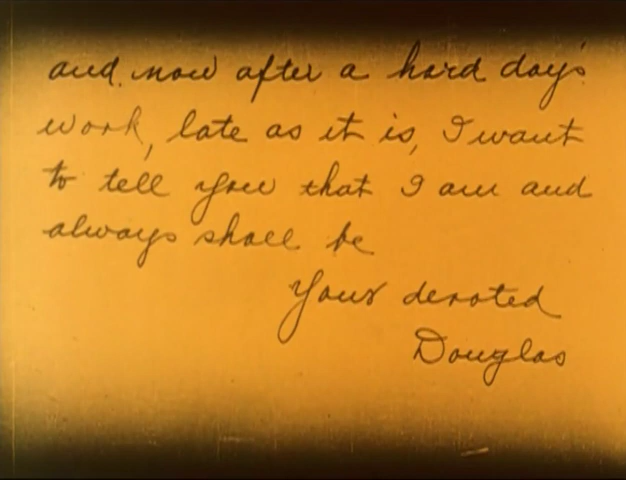 and now after a hard day's
work, late as it is, I want
to tell you that I am and
always shall be
Your devoted
Douglas